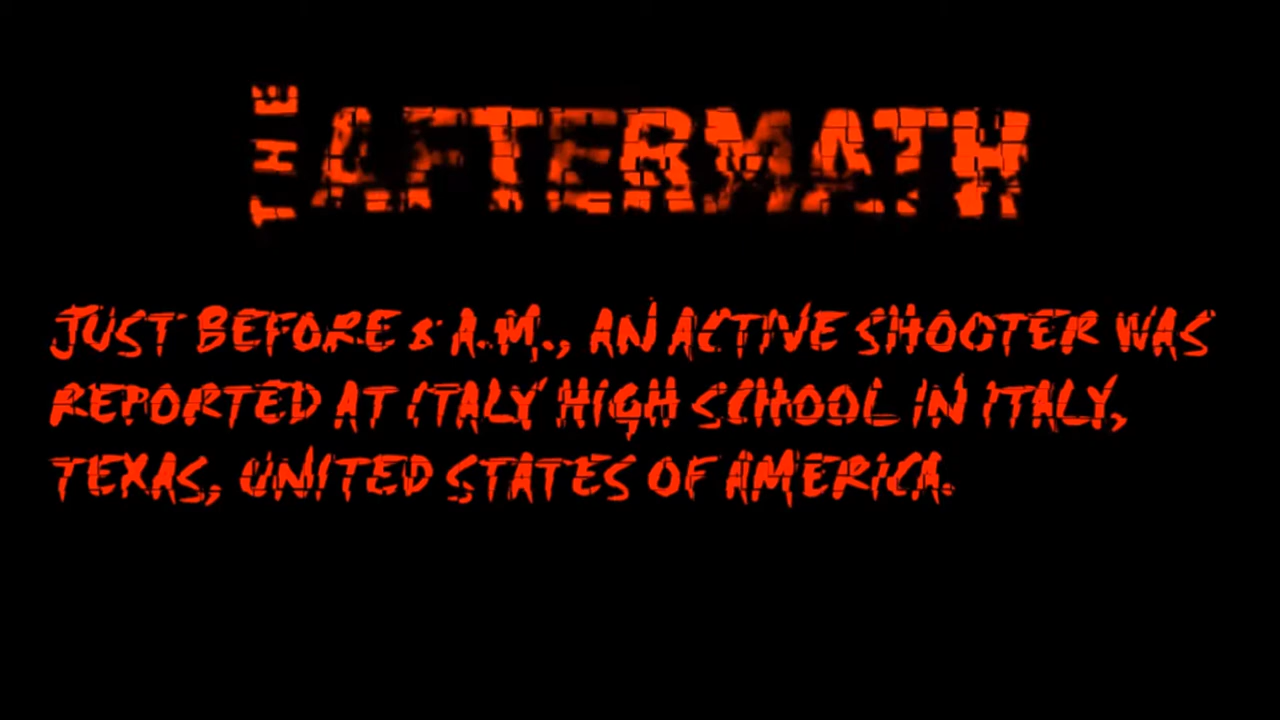 THE AFTERMATH
JUST BEFORE 8 A.M., AN ACTIVE SHOOTER WAS
REPORTED AT ITALY HIGH SCHOOL IN ITALY,
TEXAS, UNITED STATES OF AMERICA.